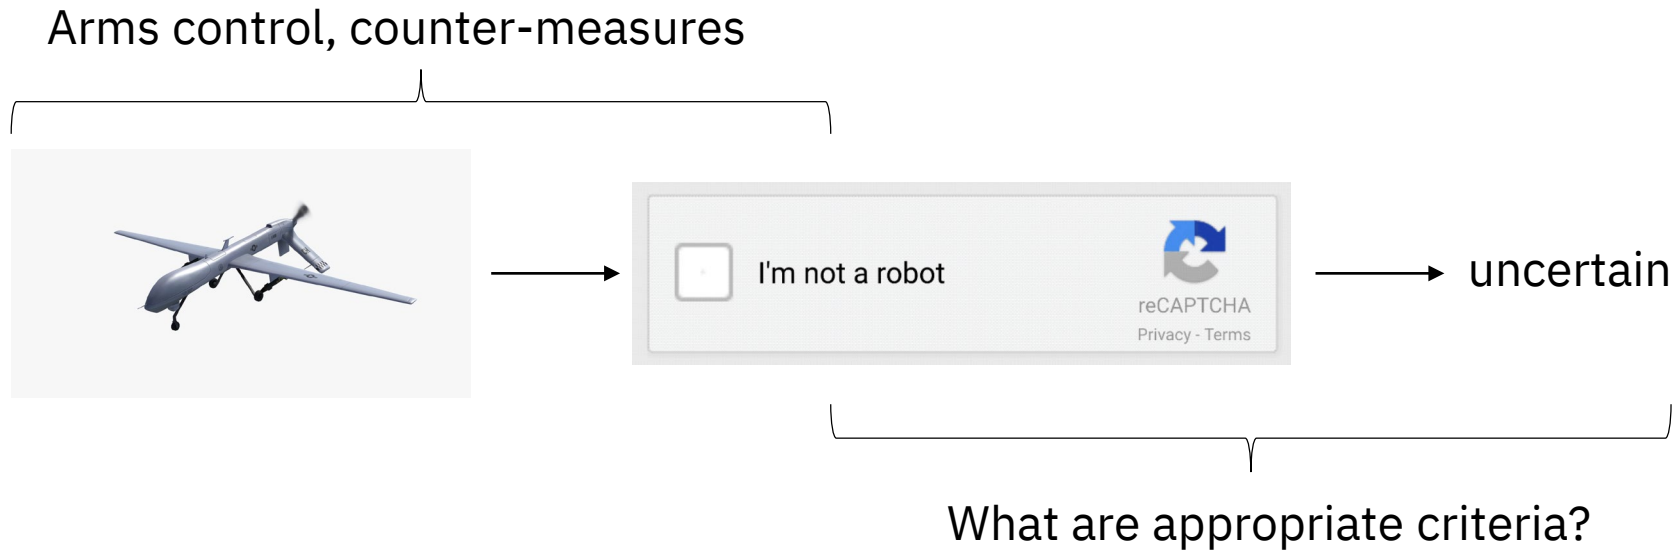 Arms control, counter-measures
I'm not a robot
reCAPTCHA
Privacy - Terms
uncertain
What are appropriate criteria?